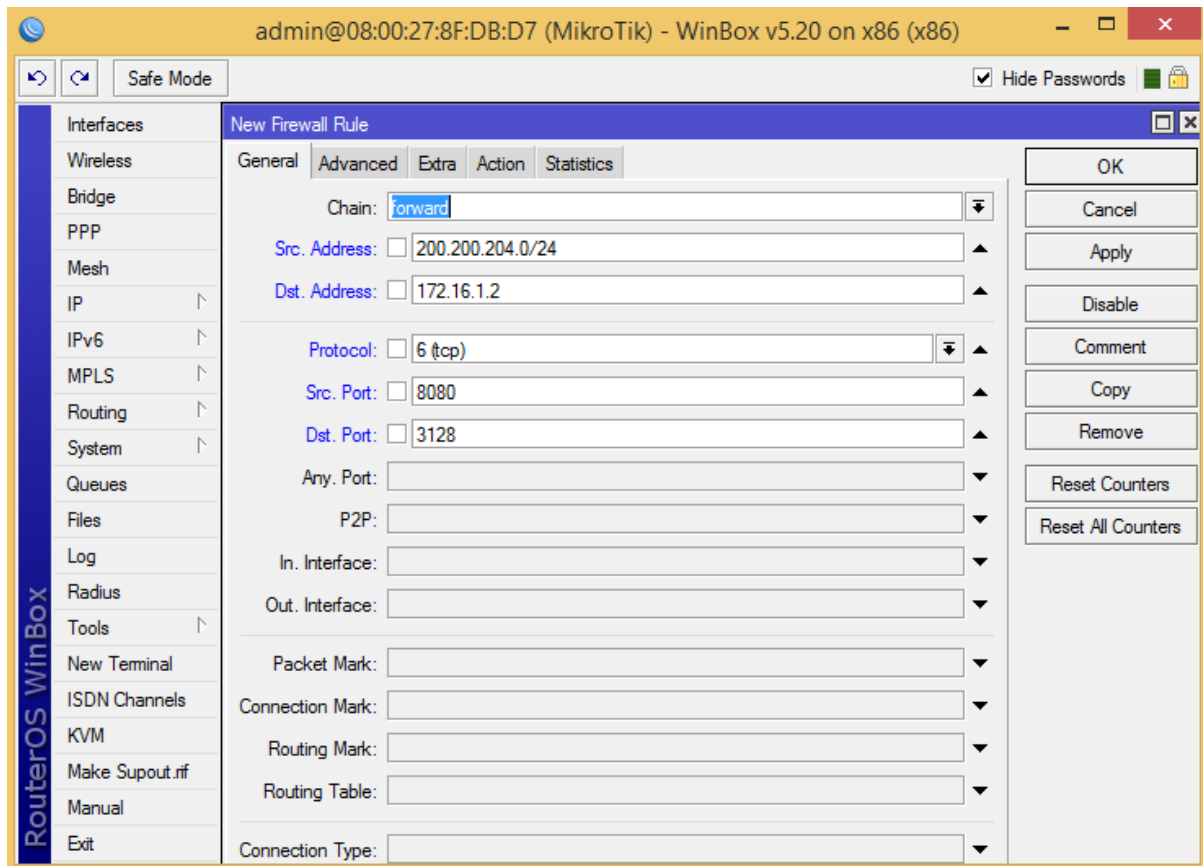 admin@08:00:27:8F:DB:D7 (MikroTik) - WinBox v5.20 on x86 (x86)
Safe Mode
Hide Passwords
RouterOS WinBox
Interfaces
Wireless
Bridge
PPP
Mesh
IP
IPv6
MPLS
Routing
System
Queues
Files
Log
Radius
Tools
New Terminal
ISDN Channels
KVM
Make Supout.rif
Manual
Exit
New Firewall Rule
General Advanced Extra Action Statistics
Chain: forward
Src. Address: 200.200.204.0/24
Dst. Address: 172.16.1.2
Protocol: 6 (tcp)
Src. Port: 8080
Dst. Port: 3128
Any. Port:
P2P:
In. Interface:
Out. Interface:
Packet Mark:
Connection Mark:
Routing Mark:
Routing Table:
Connection Type:
OK
Cancel
Apply
Disable
Comment
Copy
Remove
Reset Counters
Reset All Counters